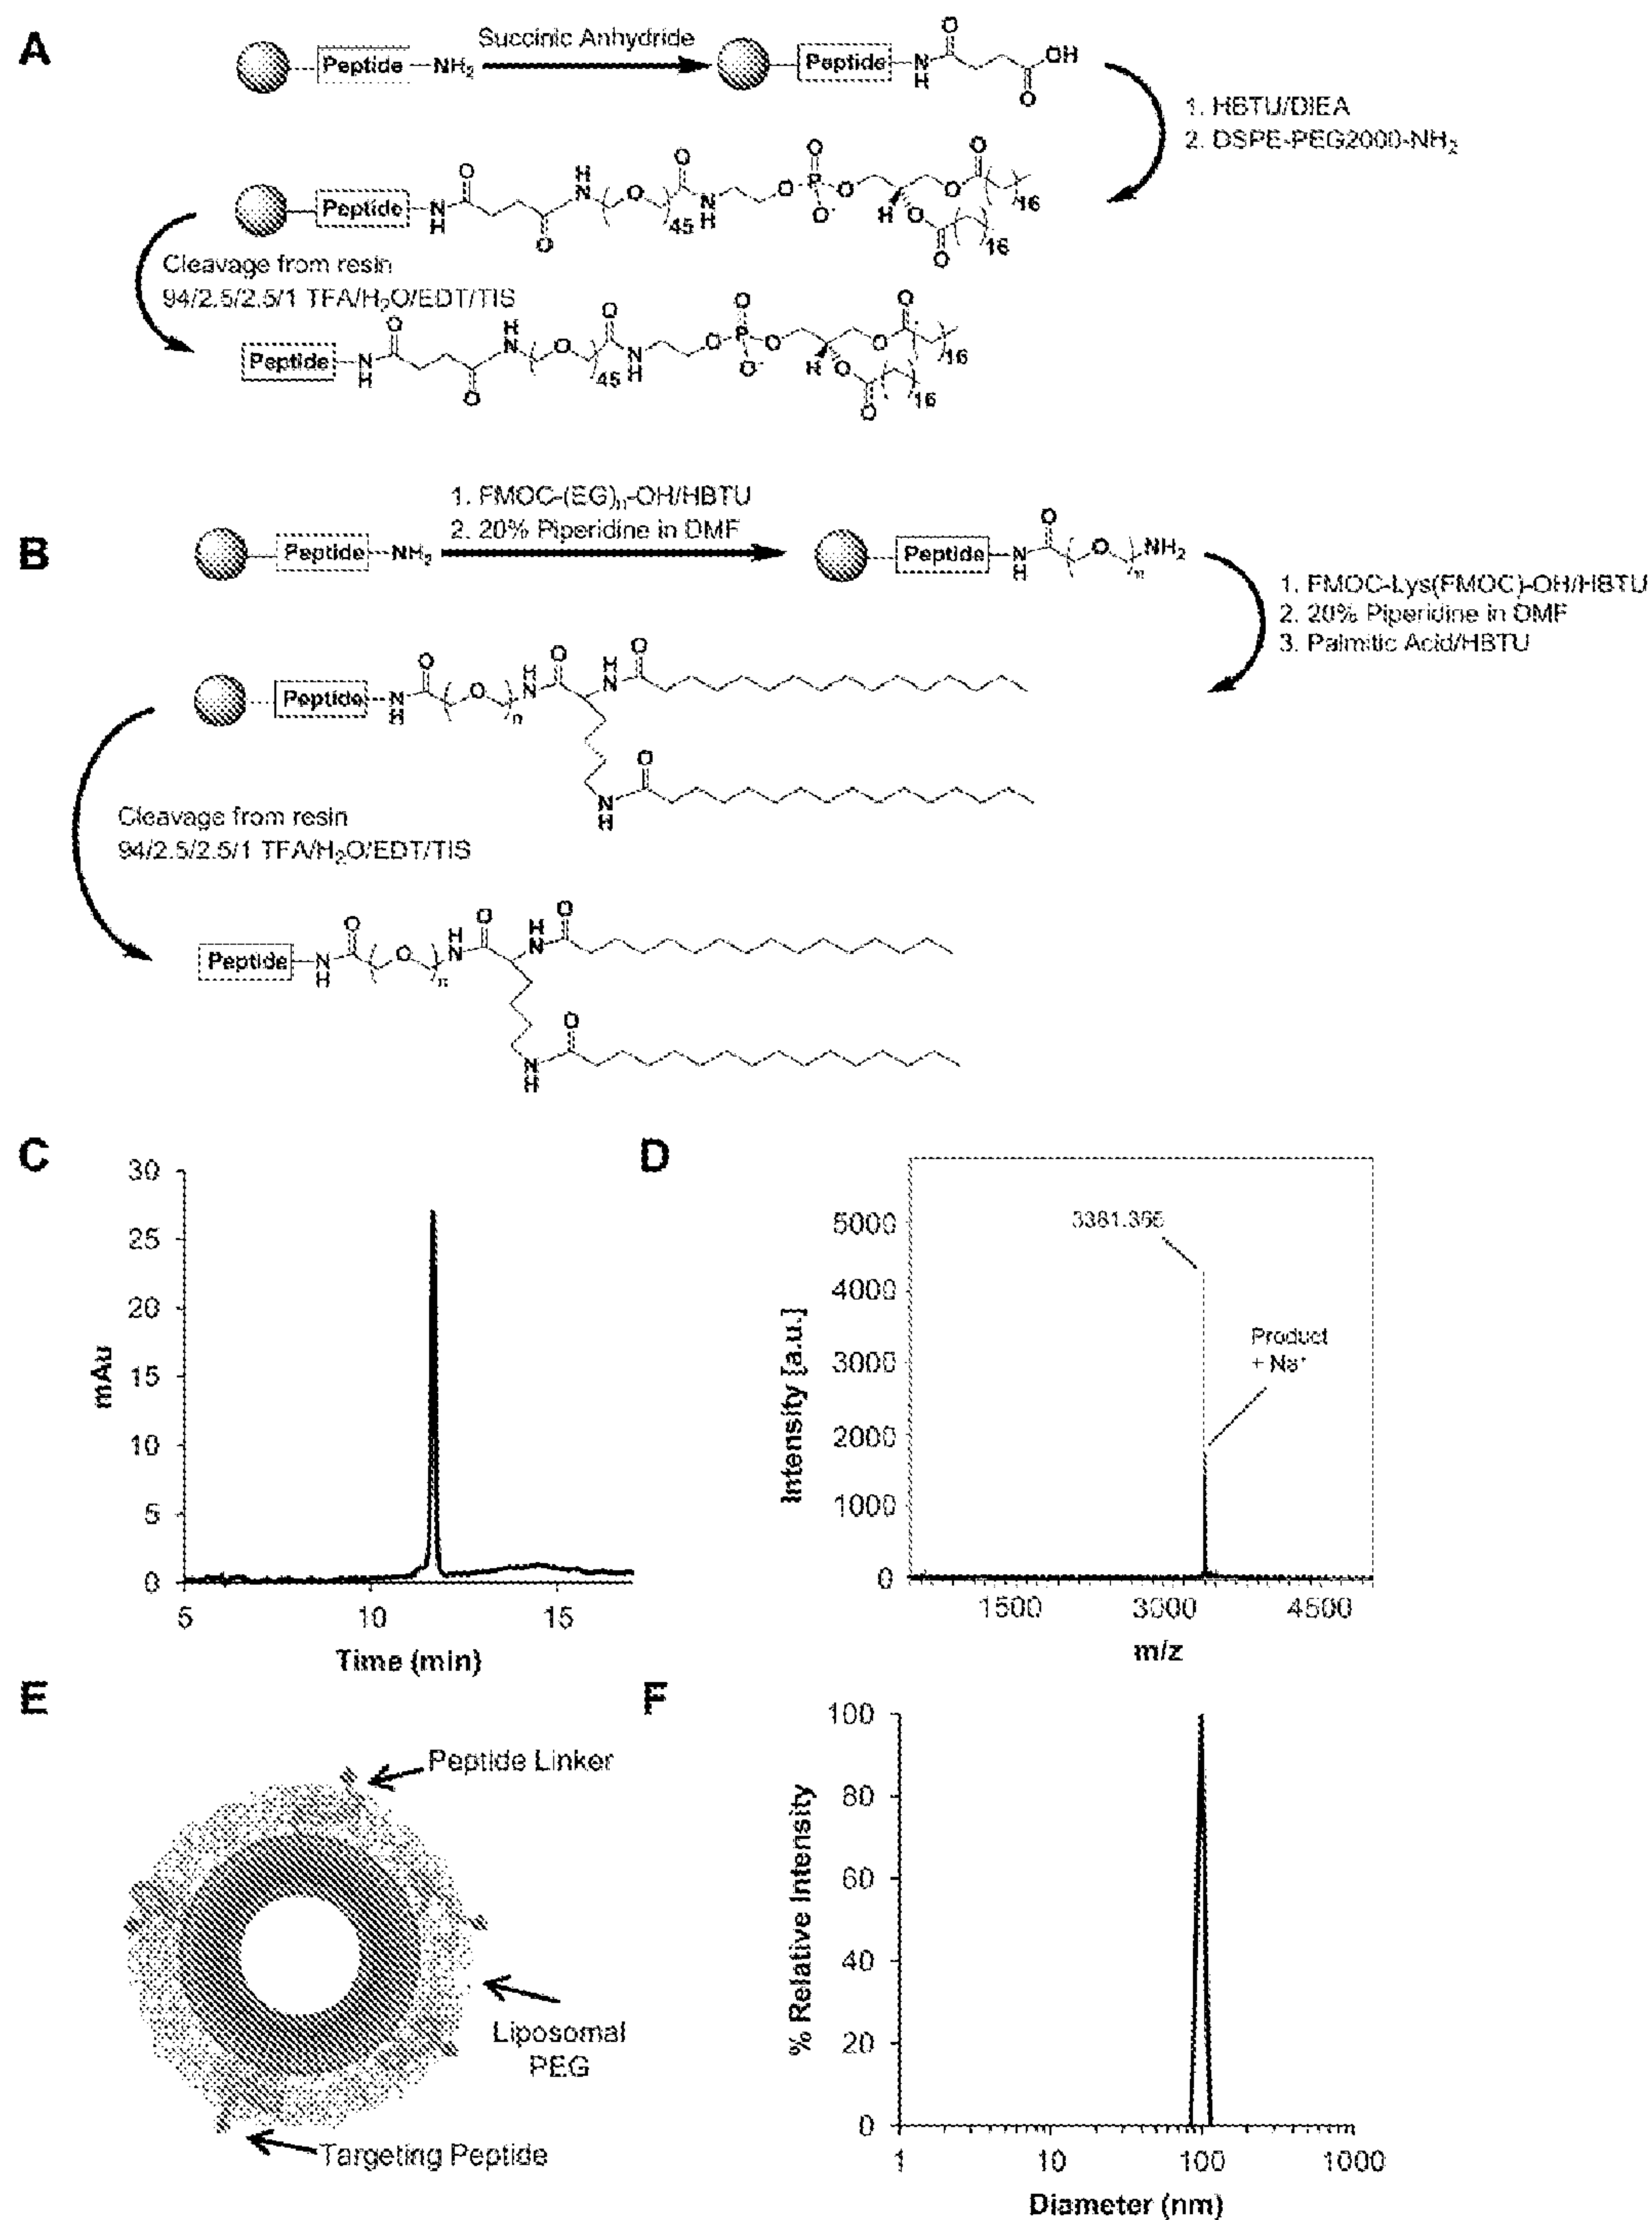 A
Peptide
NH2
Succinic Anhydride
Peptide
N
H
O
OH
O
1. HBTU/DIEA
2. DSPE-PEG2000-NH2
Peptide
N
H
O
O
H
N
O
45
O
N
H
O
O
P
O-
O
H
O
O
O
O
16
16
Cleavage from resin
94/2.5/2.5/1 TFA/H2O/EDT/TIS
Peptide
N
H
O
O
H
N
O
45
O
N
H
O
O
P
O-
O
H
O
O
O
O
16
16
B
Peptide
NH2
1. FMOC-(EG)n-OH/HBTU
2. 20% Piperidine in DMF
Peptide
N
H
O
O
n
NH2
1. FMOC-Lys(FMOC)-OH/HBTU
2. 20% Piperidine in DMF
3. Palmitic Acid/HBTU
Peptide
N
H
O
O
n
H
N
O
H
N
O
O
N
H
Cleavage from resin
94/2.5/2.5/1 TFA/H2O/EDT/TIS
Peptide
N
H
O
O
n
H
N
O
H
N
O
O
N
H
C
30
25
20
15
10
5
0
mAu
5
10
15
Time (min)
D
5000
4000
3000
2000
1000
0
Intensity [a.u.]
Product
+ Na+
1500
3000
4500
m/z
E
Peptide Linker
Liposomal
PEG
Targeting Peptide
F
100
80
60
40
20
0
% Relative Intensity
1
10
100
1000
Diameter (nm)